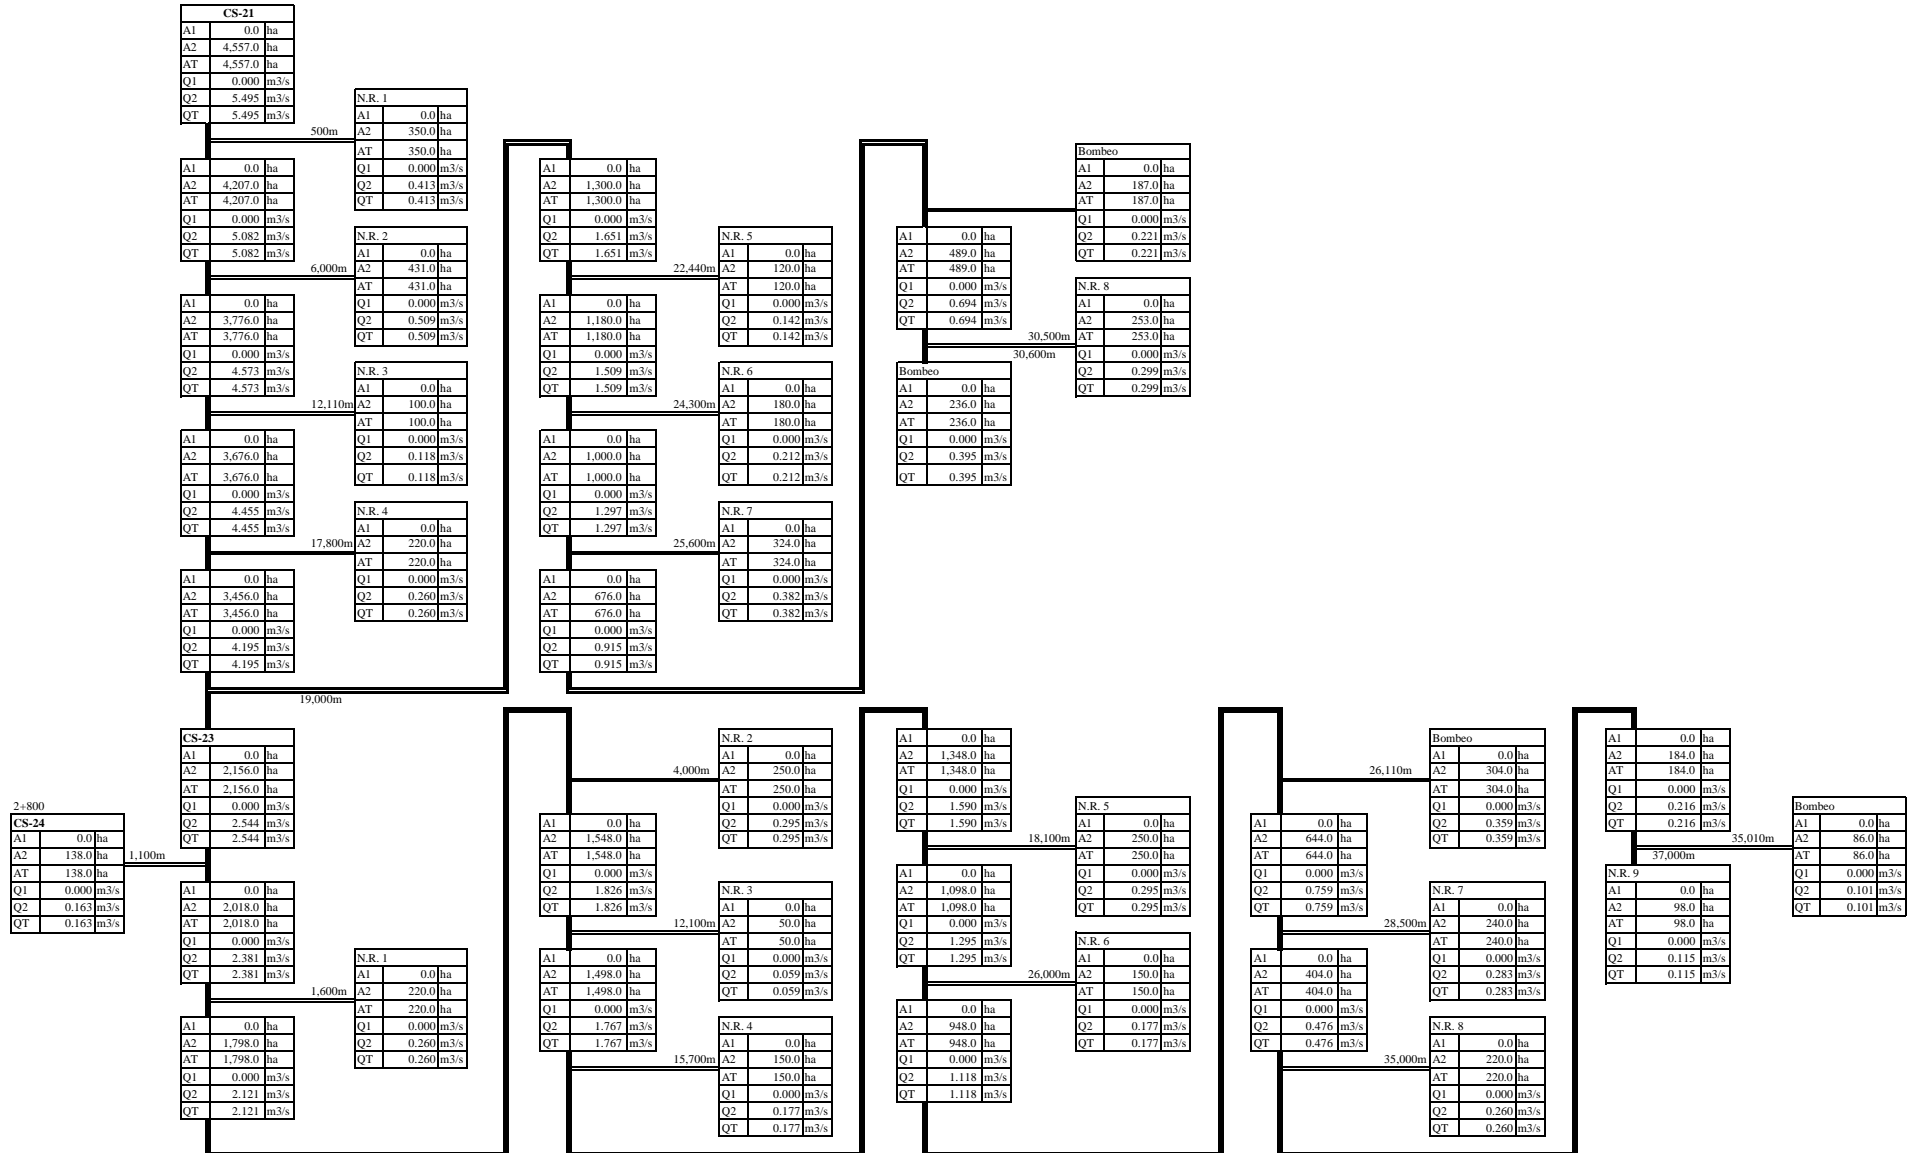 CS-21
A1 0.0 ha
A2 4,557.0 ha
AT 4,557.0 ha
Q1 0.000 m3/s
Q2 5.495 m3/s
QT 5.495 m3/s
500m
N.R. 1
A1 0.0 ha
A2 350.0 ha
AT 350.0 ha
Q1 0.000 m3/s
Q2 0.413 m3/s
QT 0.413 m3/s
A1 0.0 ha
A2 4,207.0 ha
AT 4,207.0 ha
Q1 0.000 m3/s
Q2 5.082 m3/s
QT 5.082 m3/s
6,000m
N.R. 2
A1 0.0 ha
A2 431.0 ha
AT 431.0 ha
Q1 0.000 m3/s
Q2 0.509 m3/s
QT 0.509 m3/s
A1 0.0 ha
A2 3,776.0 ha
AT 3,776.0 ha
Q1 0.000 m3/s
Q2 4.573 m3/s
QT 4.573 m3/s
12,110m
N.R. 3
A1 0.0 ha
A2 100.0 ha
AT 100.0 ha
Q1 0.000 m3/s
Q2 0.118 m3/s
QT 0.118 m3/s
A1 0.0 ha
A2 3,676.0 ha
AT 3,676.0 ha
Q1 0.000 m3/s
Q2 4.455 m3/s
QT 4.455 m3/s
17,800m
N.R. 4
A1 0.0 ha
A2 220.0 ha
AT 220.0 ha
Q1 0.000 m3/s
Q2 0.260 m3/s
QT 0.260 m3/s
A1 0.0 ha
A2 3,456.0 ha
AT 3,456.0 ha
Q1 0.000 m3/s
Q2 4.195 m3/s
QT 4.195 m3/s
19,000m
A1 0.0 ha
A2 1,300.0 ha
AT 1,300.0 ha
Q1 0.000 m3/s
Q2 1.651 m3/s
QT 1.651 m3/s
22,440m
N.R. 5
A1 0.0 ha
A2 120.0 ha
AT 120.0 ha
Q1 0.000 m3/s
Q2 0.142 m3/s
QT 0.142 m3/s
A1 0.0 ha
A2 1,180.0 ha
AT 1,180.0 ha
Q1 0.000 m3/s
Q2 1.509 m3/s
QT 1.509 m3/s
24,300m
N.R. 6
A1 0.0 ha
A2 180.0 ha
AT 180.0 ha
Q1 0.000 m3/s
Q2 0.212 m3/s
QT 0.212 m3/s
A1 0.0 ha
A2 1,000.0 ha
AT 1,000.0 ha
Q1 0.000 m3/s
Q2 1.297 m3/s
QT 1.297 m3/s
25,600m
N.R. 7
A1 0.0 ha
A2 324.0 ha
AT 324.0 ha
Q1 0.000 m3/s
Q2 0.382 m3/s
QT 0.382 m3/s
A1 0.0 ha
A2 676.0 ha
AT 676.0 ha
Q1 0.000 m3/s
Q2 0.915 m3/s
QT 0.915 m3/s
Bombeo
A1 0.0 ha
A2 187.0 ha
AT 187.0 ha
Q1 0.000 m3/s
Q2 0.221 m3/s
QT 0.221 m3/s
A1 0.0 ha
A2 489.0 ha
AT 489.0 ha
Q1 0.000 m3/s
Q2 0.694 m3/s
QT 0.694 m3/s
30,500m
30,600m
N.R. 8
A1 0.0 ha
A2 253.0 ha
AT 253.0 ha
Q1 0.000 m3/s
Q2 0.299 m3/s
QT 0.299 m3/s
Bombeo
A1 0.0 ha
A2 236.0 ha
AT 236.0 ha
Q1 0.000 m3/s
Q2 0.395 m3/s
QT 0.395 m3/s
CS-23
A1 0.0 ha
A2 2,156.0 ha
AT 2,156.0 ha
Q1 0.000 m3/s
Q2 2.544 m3/s
QT 2.544 m3/s
2+800
CS-24
A1 0.0 ha
A2 138.0 ha
AT 138.0 ha
Q1 0.000 m3/s
Q2 0.163 m3/s
QT 0.163 m3/s
1,100m
A1 0.0 ha
A2 2,018.0 ha
AT 2,018.0 ha
Q1 0.000 m3/s
Q2 2.381 m3/s
QT 2.381 m3/s
1,600m
N.R. 1
A1 0.0 ha
A2 220.0 ha
AT 220.0 ha
Q1 0.000 m3/s
Q2 0.260 m3/s
QT 0.260 m3/s
A1 0.0 ha
A2 1,798.0 ha
AT 1,798.0 ha
Q1 0.000 m3/s
Q2 2.121 m3/s
QT 2.121 m3/s
4,000m
N.R. 2
A1 0.0 ha
A2 250.0 ha
AT 250.0 ha
Q1 0.000 m3/s
Q2 0.295 m3/s
QT 0.295 m3/s
A1 0.0 ha
A2 1,548.0 ha
AT 1,548.0 ha
Q1 0.000 m3/s
Q2 1.826 m3/s
QT 1.826 m3/s
12,100m
N.R. 3
A1 0.0 ha
A2 50.0 ha
AT 50.0 ha
Q1 0.000 m3/s
Q2 0.059 m3/s
QT 0.059 m3/s
A1 0.0 ha
A2 1,498.0 ha
AT 1,498.0 ha
Q1 0.000 m3/s
Q2 1.767 m3/s
QT 1.767 m3/s
15,700m
N.R. 4
A1 0.0 ha
A2 150.0 ha
AT 150.0 ha
Q1 0.000 m3/s
Q2 0.177 m3/s
QT 0.177 m3/s
A1 0.0 ha
A2 1,348.0 ha
AT 1,348.0 ha
Q1 0.000 m3/s
Q2 1.590 m3/s
QT 1.590 m3/s
18,100m
N.R. 5
A1 0.0 ha
A2 250.0 ha
AT 250.0 ha
Q1 0.000 m3/s
Q2 0.295 m3/s
QT 0.295 m3/s
A1 0.0 ha
A2 1,098.0 ha
AT 1,098.0 ha
Q1 0.000 m3/s
Q2 1.295 m3/s
QT 1.295 m3/s
26,000m
N.R. 6
A1 0.0 ha
A2 150.0 ha
AT 150.0 ha
Q1 0.000 m3/s
Q2 0.177 m3/s
QT 0.177 m3/s
A1 0.0 ha
A2 948.0 ha
AT 948.0 ha
Q1 0.000 m3/s
Q2 1.118 m3/s
QT 1.118 m3/s
26,110m
Bombeo
A1 0.0 ha
A2 304.0 ha
AT 304.0 ha
Q1 0.000 m3/s
Q2 0.359 m3/s
QT 0.359 m3/s
A1 0.0 ha
A2 644.0 ha
AT 644.0 ha
Q1 0.000 m3/s
Q2 0.759 m3/s
QT 0.759 m3/s
28,500m
N.R. 7
A1 0.0 ha
A2 240.0 ha
AT 240.0 ha
Q1 0.000 m3/s
Q2 0.283 m3/s
QT 0.283 m3/s
A1 0.0 ha
A2 404.0 ha
AT 404.0 ha
Q1 0.000 m3/s
Q2 0.476 m3/s
QT 0.476 m3/s
35,000m
N.R. 8
A1 0.0 ha
A2 220.0 ha
AT 220.0 ha
Q1 0.000 m3/s
Q2 0.260 m3/s
QT 0.260 m3/s
A1 0.0 ha
A2 184.0 ha
AT 184.0 ha
Q1 0.000 m3/s
Q2 0.216 m3/s
QT 0.216 m3/s
35,010m
37,000m
Bombeo
A1 0.0 ha
A2 86.0 ha
AT 86.0 ha
Q1 0.000 m3/s
Q2 0.101 m3/s
QT 0.101 m3/s
N.R. 9
A1 0.0 ha
A2 98.0 ha
AT 98.0 ha
Q1 0.000 m3/s
Q2 0.115 m3/s
QT 0.115 m3/s